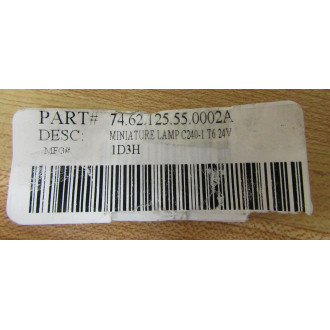 PART# 74.62.125.55.0002A
DESC: MINIATURE LAMP C240-1 T6 24V
MFG# 1D3H